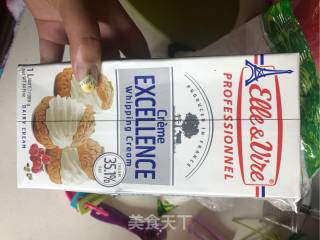 Elle & Vire
PROFESSIONNEL
PRODUCED IN FRANCE
Crème
EXCELLENCE
Whipping Cream
35.1%
DAIRY CREAM
美食天下